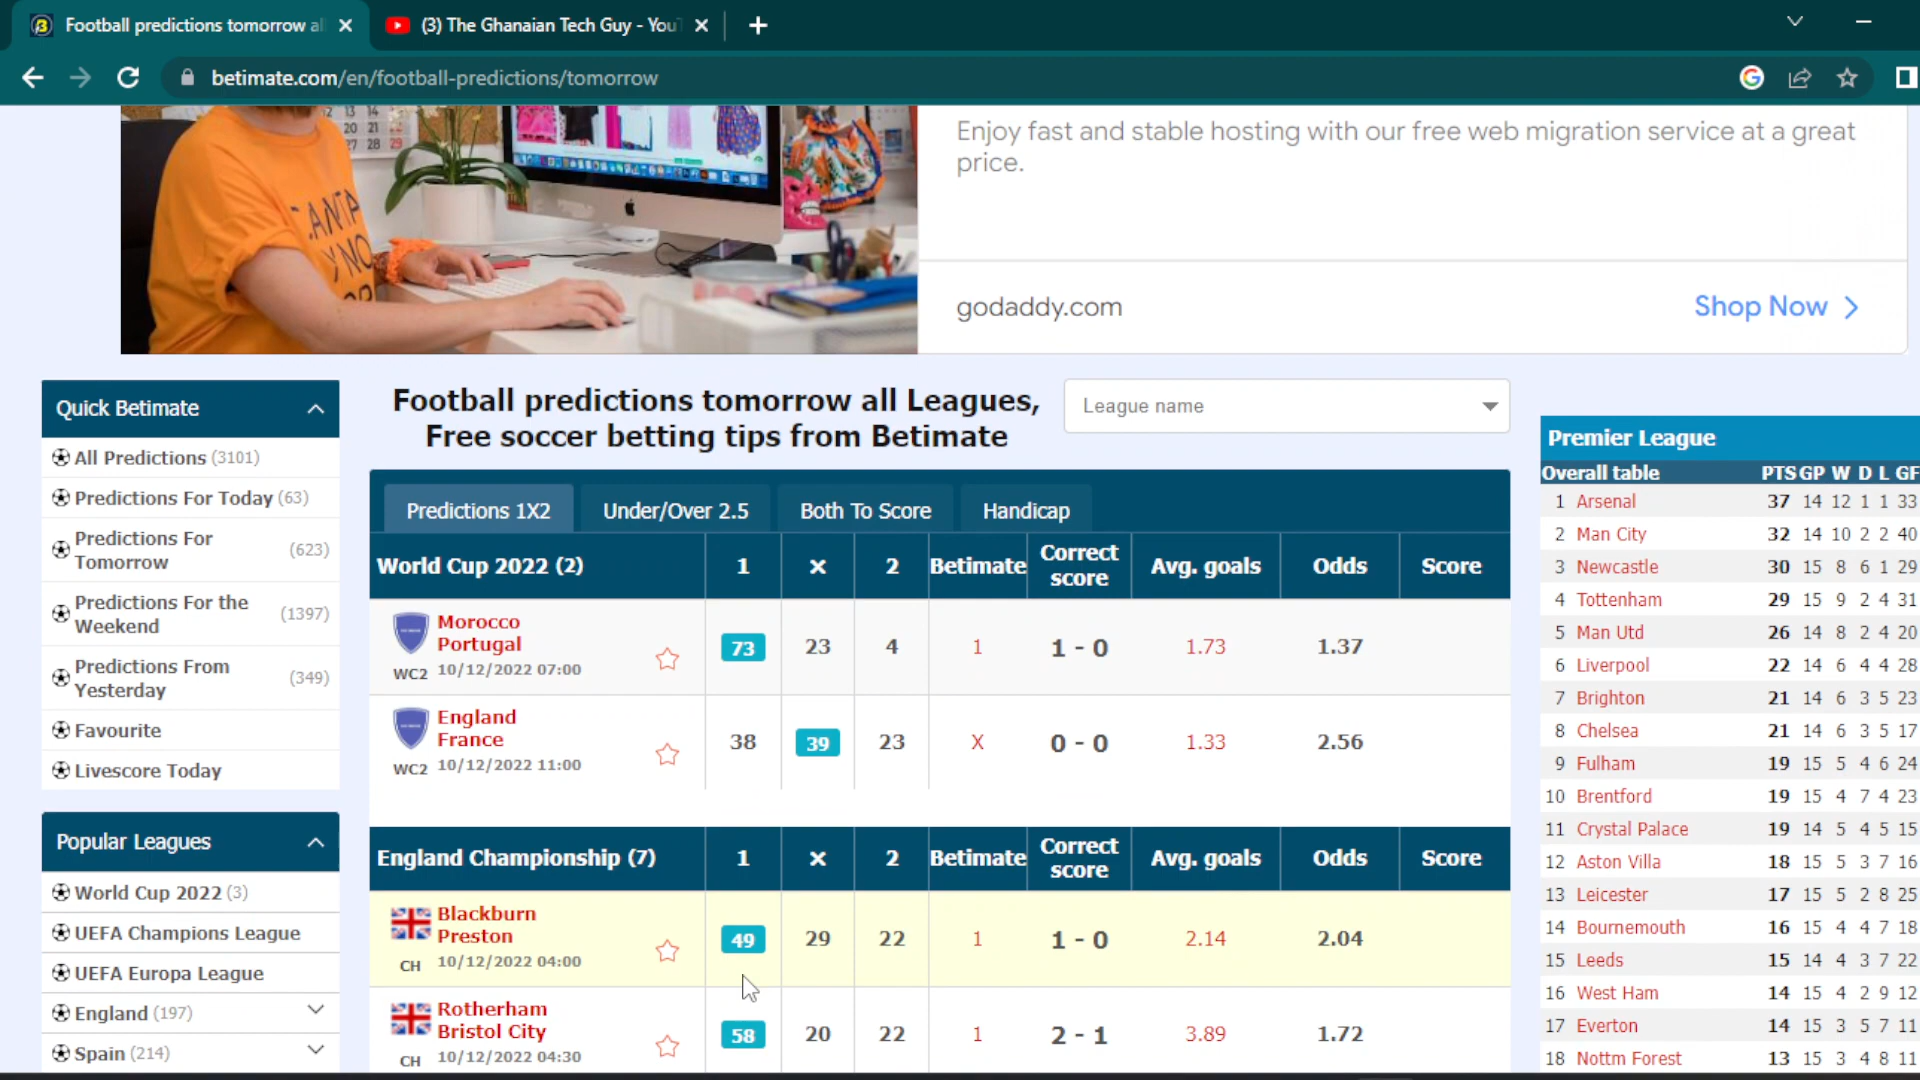 Football predictions tomorrow al
(3) The Ghanaian Tech Guy - You
betimate.com/en/football-predictions/tomorrow
Enjoy fast and stable hosting with our free web migration service at a great
price.
godaddy.com
Shop Now
Quick Betimate
All Predictions (3101)
Predictions For Today (63)
Predictions For
Tomorrow (623)
Predictions For the
Weekend (1397)
Predictions From
Yesterday (349)
Favourite
Livescore Today
Popular Leagues
World Cup 2022 (3)
UEFA Champions League
UEFA Europa League
England (197)
Spain (214)
Football predictions tomorrow all Leagues,
Free soccer betting tips from Betimate
League name
Predictions 1X2 Under/Over 2.5 Both To Score Handicap
World Cup 2022 (2) 1 × 2 Betimate Correct score Avg. goals Odds Score
Morocco
Portugal 73 23 4 1 1 - 0 1.73 1.37
WC2 10/12/2022 07:00
England
France 38 39 23 X 0 - 0 1.33 2.56
WC2 10/12/2022 11:00
England Championship (7) 1 × 2 Betimate Correct score Avg. goals Odds Score
Blackburn
Preston 49 29 22 1 1 - 0 2.14 2.04
CH 10/12/2022 04:00
Rotherham
Bristol City 58 20 22 1 2 - 1 3.89 1.72
CH 10/12/2022 04:30
Premier League
Overall table PTS GP W D L GF
1 Arsenal 37 14 12 1 1 33
2 Man City 32 14 10 2 2 40
3 Newcastle 30 15 8 6 1 29
4 Tottenham 29 15 9 2 4 31
5 Man Utd 26 14 8 2 4 20
6 Liverpool 22 14 6 4 4 28
7 Brighton 21 14 6 3 5 23
8 Chelsea 21 14 6 3 5 17
9 Fulham 19 15 5 4 6 24
10 Brentford 19 15 4 7 4 23
11 Crystal Palace 19 14 5 4 5 15
12 Aston Villa 18 15 5 3 7 16
13 Leicester 17 15 5 2 8 25
14 Bournemouth 16 15 4 4 7 18
15 Leeds 15 14 4 3 7 22
16 West Ham 14 15 4 2 9 12
17 Everton 14 15 3 5 7 11
18 Nottm Forest 13 15 3 4 8 11